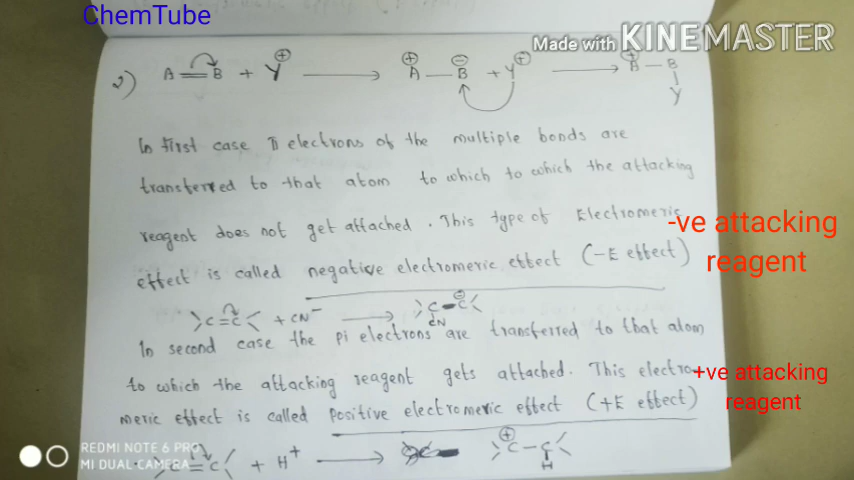 ChemTube
Made with KINEMASTER
2) A = B + Y⊕ → A⊕ — B⊖ + Y⊕ → A⊕ — B
Y
In first case π electrons of the multiple bonds are
transferred to that atom to which to which the attacking
reagent does not get attached. This type of Electromeric
-ve attacking
effect is called negative electromeric effect (-E effect)
reagent
C = C + CN⁻ → C — C⊖
CN
In second case the pi electrons are transferred to that atom
to which the attacking reagent gets attached. This electro
+ve attacking
meric effect is called positive electromeric effect (+E effect)
reagent
C = C + H⁺ → C⊕ — C
H
REDMI NOTE 6 PRO
MI DUAL CAMERA